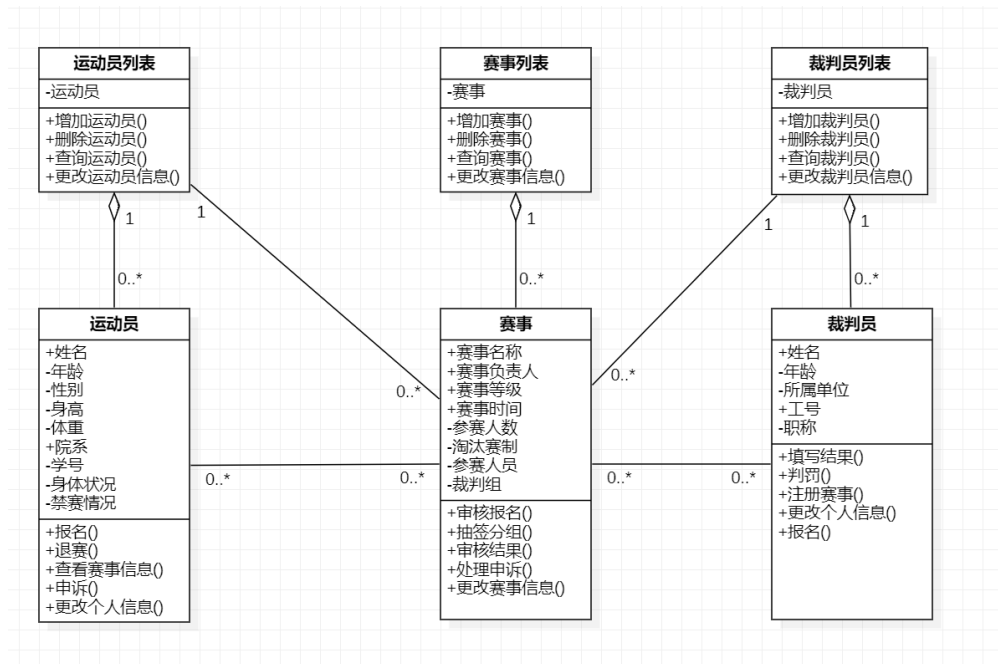 运动员列表
-运动员
+增加运动员()
+删除运动员()
+查询运动员()
+更改运动员信息()
赛事列表
-赛事
+增加赛事()
+删除赛事()
+查询赛事()
+更改赛事信息()
裁判员列表
-裁判员
+增加裁判员()
+删除裁判员()
+查询裁判员()
+更改裁判员信息()
1
1
1
1
1
0..*
0..*
0..*
0..*
0..*
运动员
+姓名
-年龄
-性别
-身高
-体重
+院系
-学号
-身体状况
-禁赛情况
+报名()
+退赛()
+查看赛事信息()
+申诉()
+更改个人信息()
0..*
0..*
赛事
+赛事名称
+赛事负责人
+赛事等级
+赛事时间
-参赛人数
-淘汰赛制
-参赛人员
-裁判组
+审核报名()
+抽签分组()
+审核结果()
+处理申诉()
+更改赛事信息()
0..*
0..*
裁判员
+姓名
-年龄
-所属单位
+工号
-职称
+填写结果()
+判罚()
+注册赛事()
+更改个人信息()
+报名()